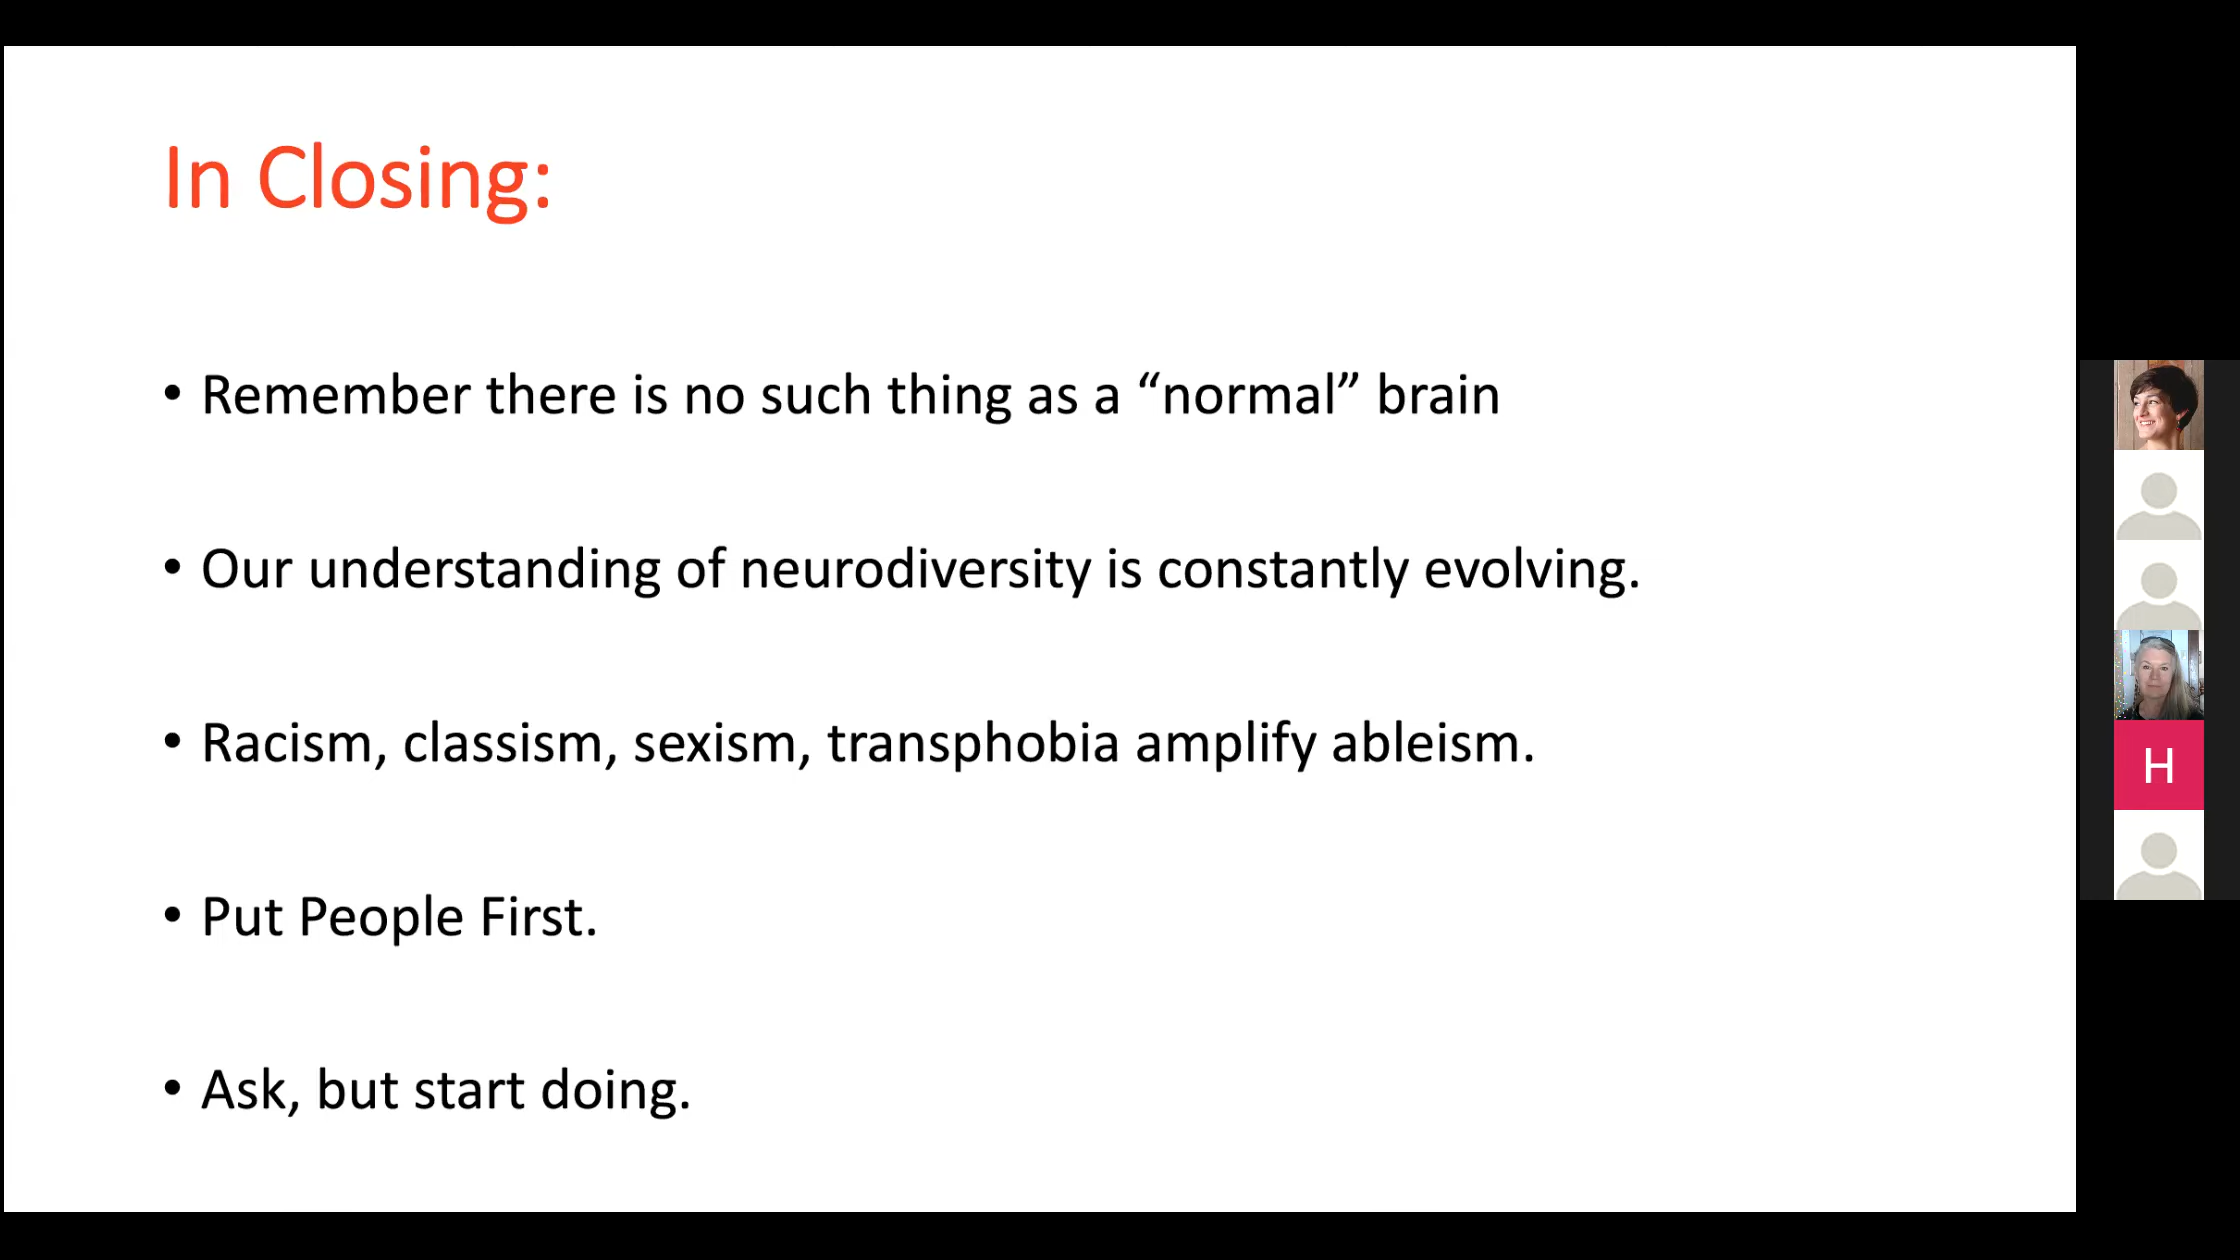 In Closing:
• Remember there is no such thing as a “normal” brain
• Our understanding of neurodiversity is constantly evolving.
• Racism, classism, sexism, transphobia amplify ableism.
• Put People First.
• Ask, but start doing.
H